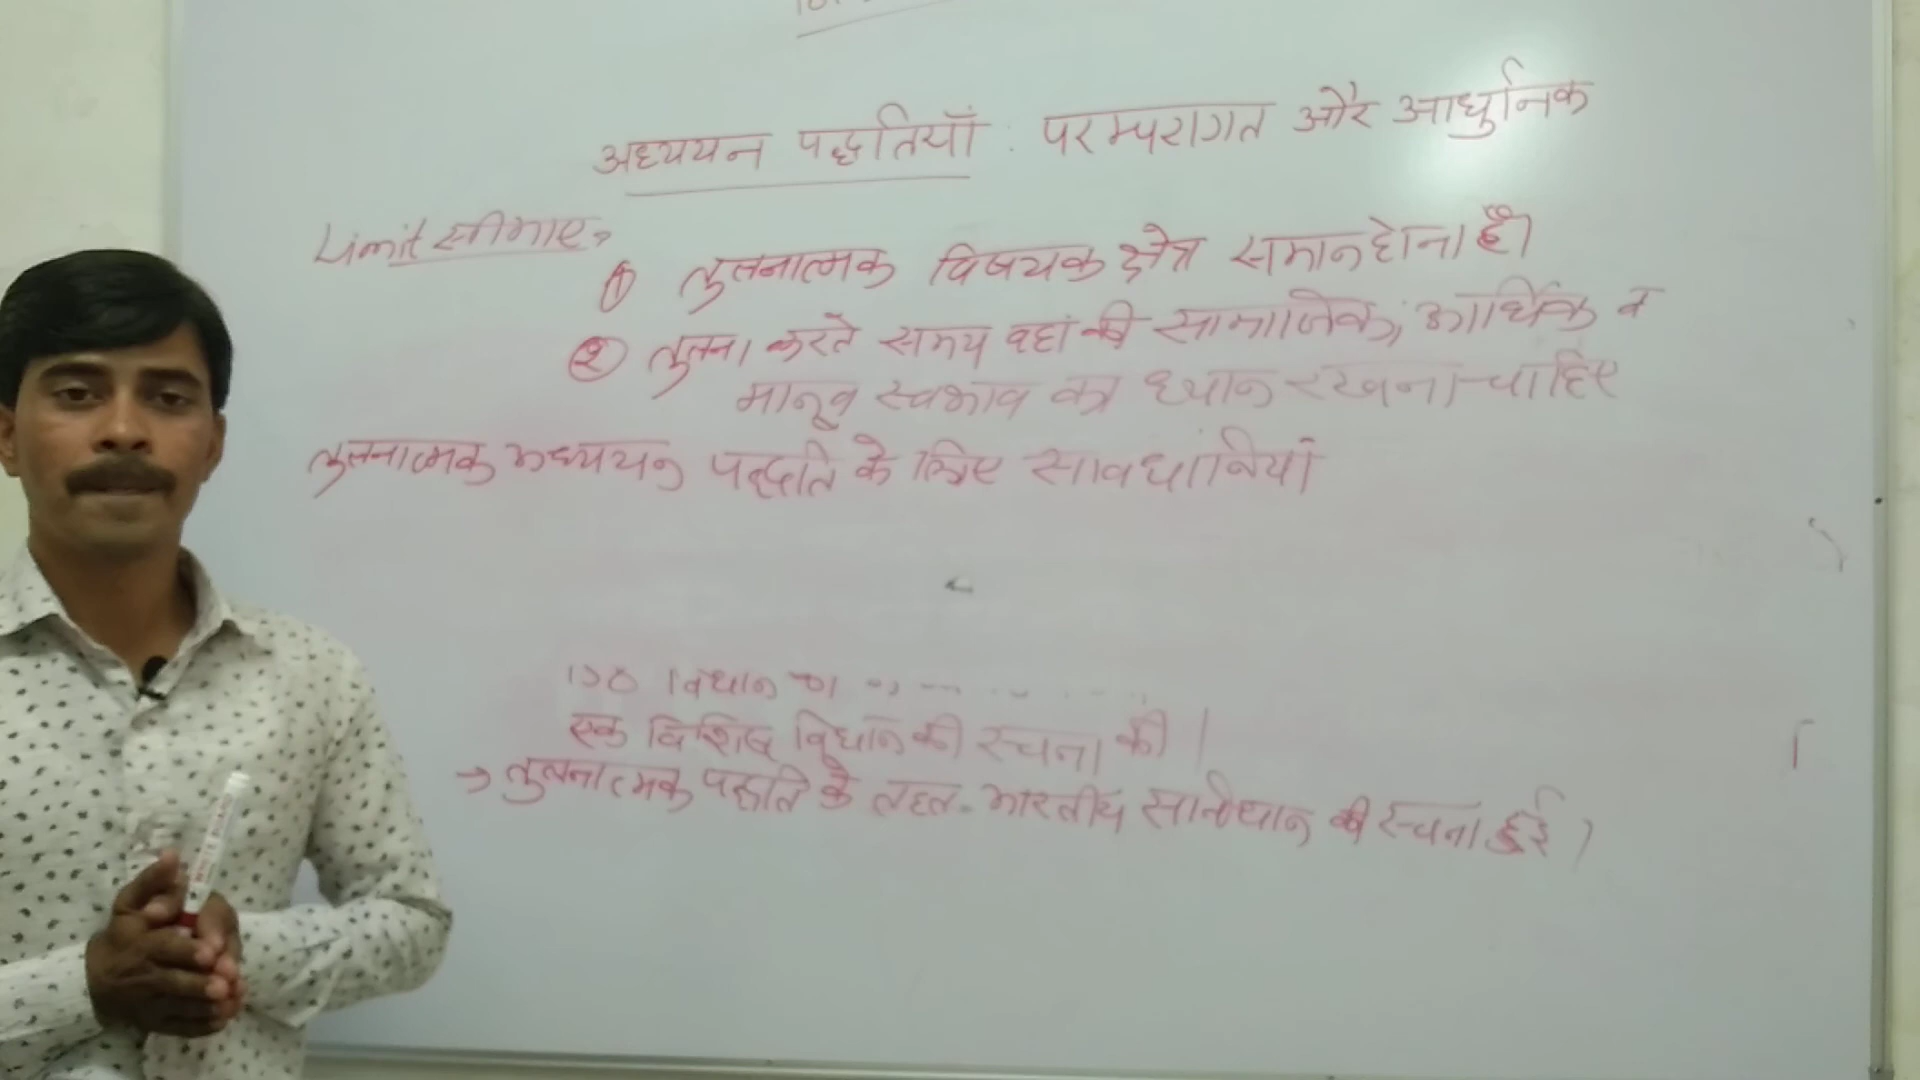 अध्ययन पद्धतियाँ : परम्परागत और आधुनिक
Limit सीमाए
① तुलनात्मक विषयक क्षेत्र समान होना है।
② तुलना करते समय वहां की सामाजिक, आर्थिक व
मानव स्वभाव का ध्यान रखना चाहिए
तुलनात्मक अध्ययन पद्धति के लिए सावधानियां
विधान
एक विशिष्ट विधान की रचना की |
→ तुलनात्मक पद्धति के तहत भारतीय संविधान की रचना हुई।